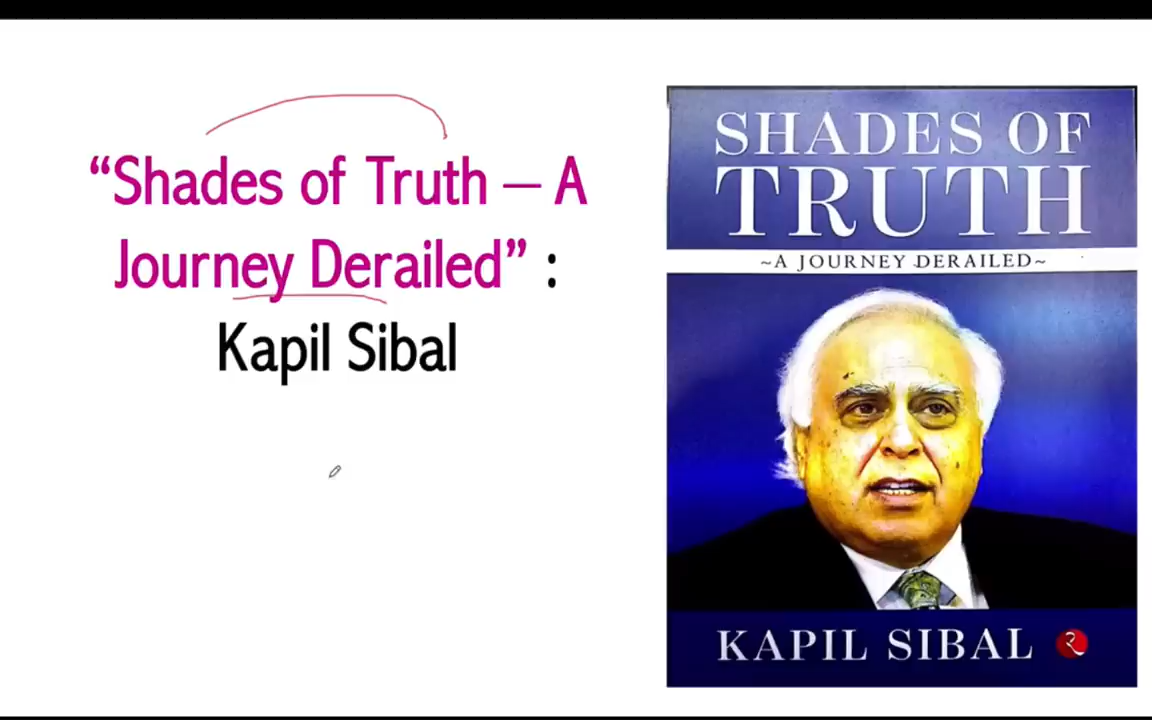 “Shades of Truth – A
Journey Derailed” :
Kapil Sibal
SHADES OF
TRUTH
~A JOURNEY DERAILED~
KAPIL SIBAL